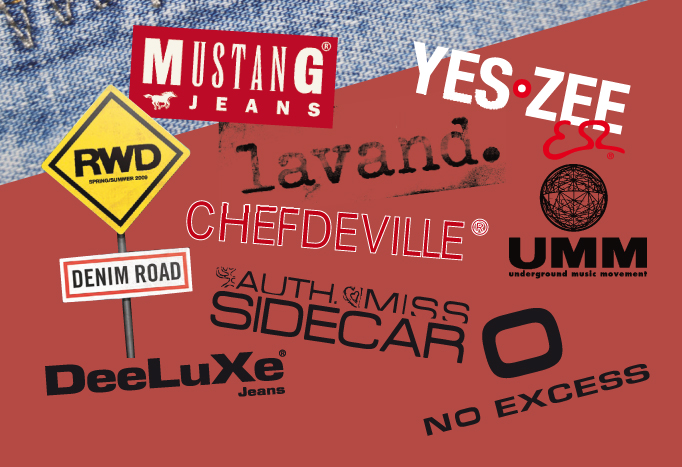 MUSTANG®
JEANS
YES·ZEE
ESZ
®
RWD
SPRING/SUMMER 2009
lavand.
CHEFDEVILLE®
UMM
underground music movement
DENIM ROAD
AUTH. MISS
SIDECAR
DeeLuXe®
Jeans
NO EXCESS